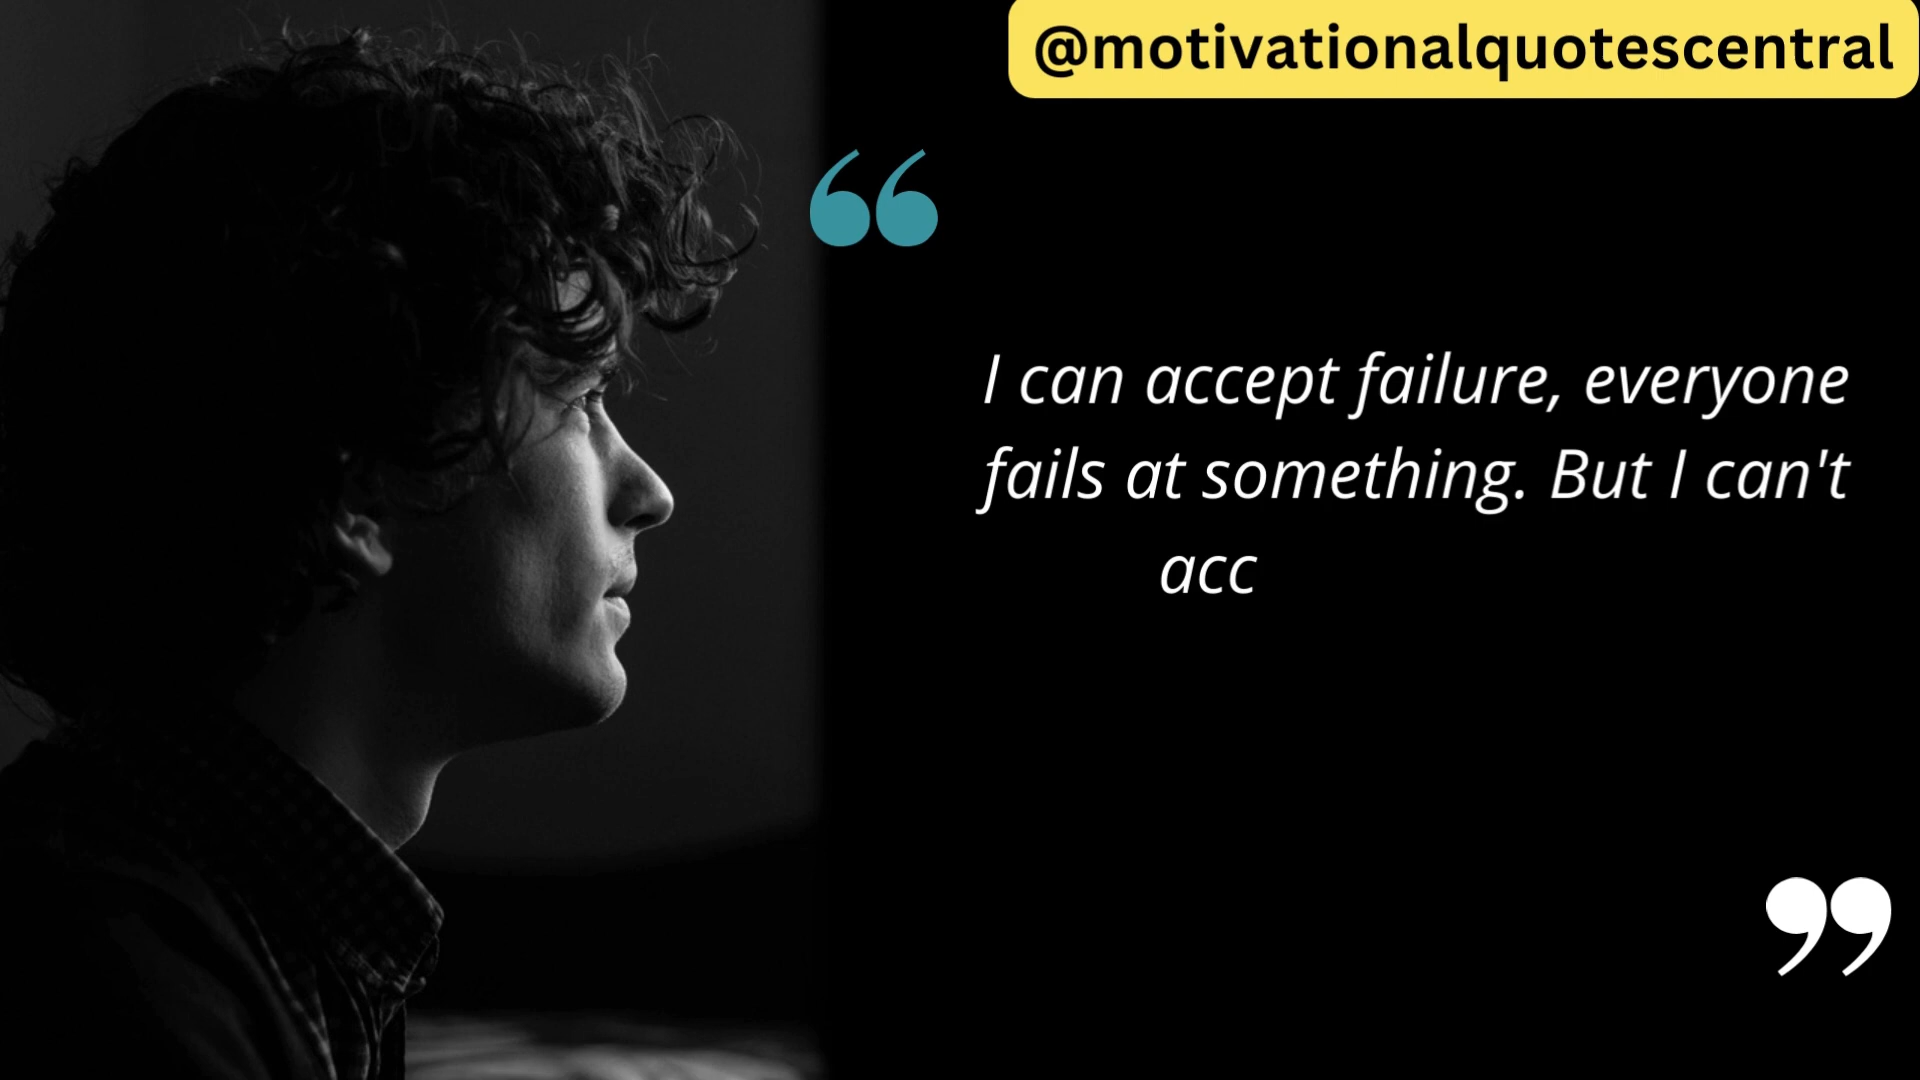 @motivationalquotescentral
“
I can accept failure, everyone
fails at something. But I can't
acc
”